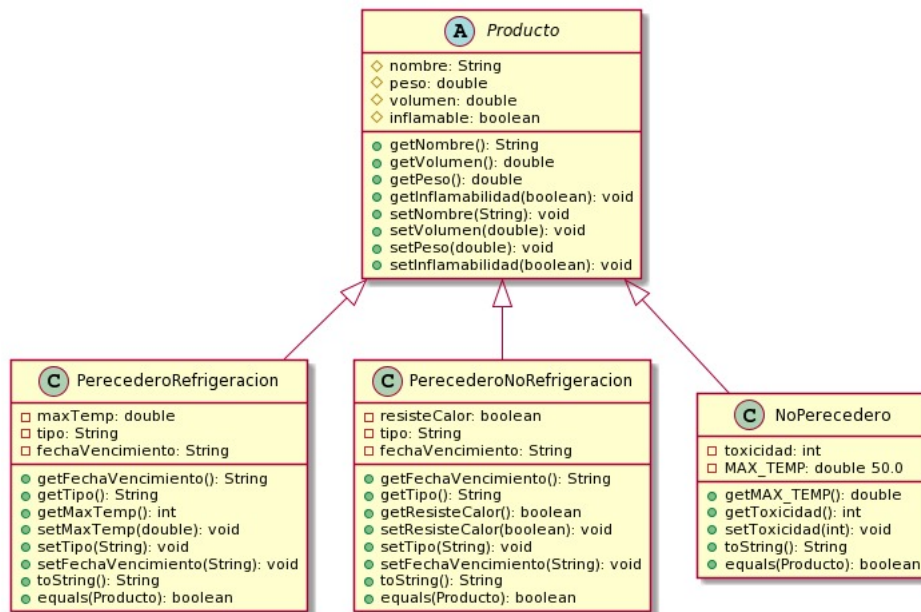 A Producto
nombre: String
peso: double
volumen: double
inflamable: boolean
getNombre(): String
getVolumen(): double
getPeso(): double
getInflamabilidad(boolean): void
setNombre(String): void
setVolumen(double): void
setPeso(double): void
setInflamabilidad(boolean): void
C PerecederoRefrigeracion
maxTemp: double
tipo: String
fechaVencimiento: String
getFechaVencimiento(): String
getTipo(): String
getMaxTemp(): int
setMaxTemp(double): void
setTipo(String): void
setFechaVencimiento(String): void
toString(): String
equals(Producto): boolean
C PerecederoNoRefrigeracion
resisteCalor: boolean
tipo: String
fechaVencimiento: String
getFechaVencimiento(): String
getTipo(): String
getResisteCalor(): boolean
setResisteCalor(boolean): void
setTipo(String): void
setFechaVencimiento(String): void
toString(): String
equals(Producto): boolean
C NoPerecedero
toxicidad: int
MAX_TEMP: double 50.0
getMAX_TEMP(): double
getToxicidad(): int
setToxicidad(int): void
toString(): String
equals(Producto): boolean